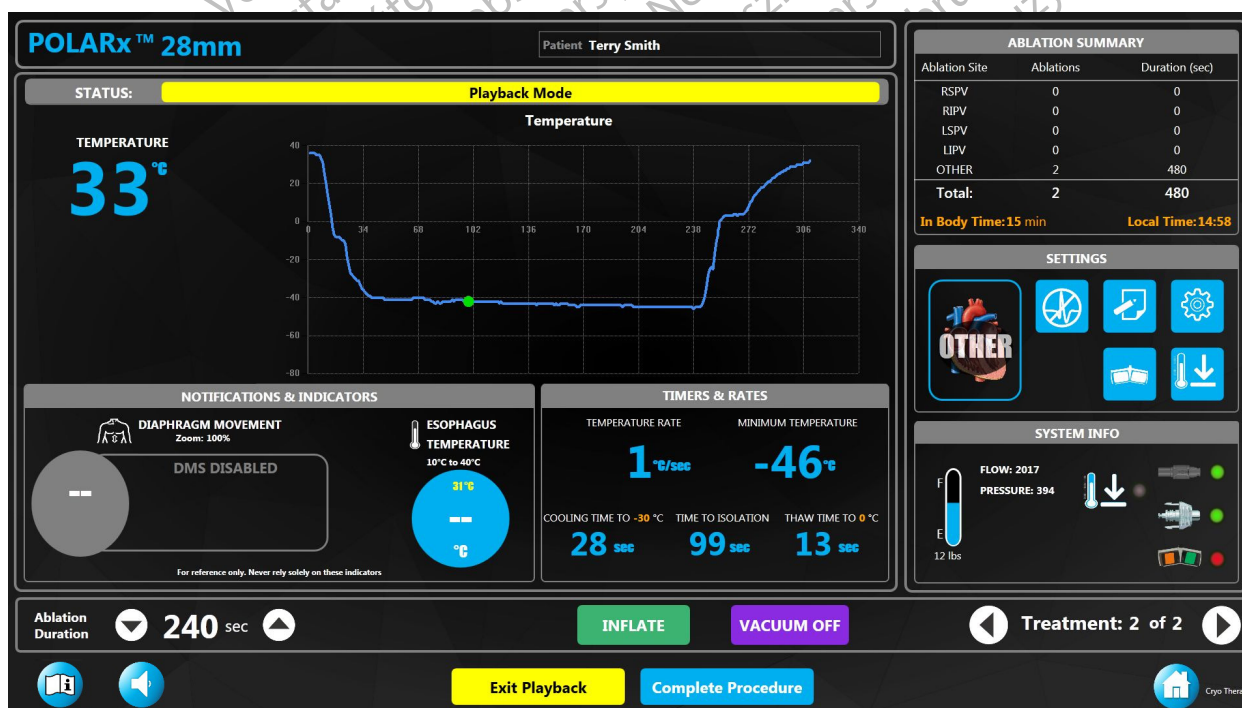 POLARx™ 28mm
Patient Terry Smith
STATUS:
Playback Mode
TEMPERATURE
33°C
Temperature
40
20
0
-20
-40
-60
-80
0 34 68 102 136 170 204 238 272 306 340
NOTIFICATIONS & INDICATORS
DIAPHRAGM MOVEMENT
Zoom: 100%
DMS DISABLED
--
ESOPHAGUS
TEMPERATURE
10°C to 40°C
31°C
--
°C
For reference only. Never rely solely on these indicators
TIMERS & RATES
TEMPERATURE RATE MINIMUM TEMPERATURE
1°C/sec -46°C
COOLING TIME TO -30 °C TIME TO ISOLATION THAW TIME TO 0 °C
28 sec 99 sec 13 sec
ABLATION SUMMARY
Ablation Site Ablations Duration (sec)
RSPV 0 0
RIPV 0 0
LSPV 0 0
LIPV 0 0
OTHER 2 480
Total: 2 480
In Body Time:15 min Local Time:14:58
SETTINGS
OTHER
SYSTEM INFO
F
E
12 lbs
FLOW: 2017
PRESSURE: 394
Ablation
Duration
240 sec
INFLATE
VACUUM OFF
Treatment: 2 of 2
Exit Playback
Complete Procedure